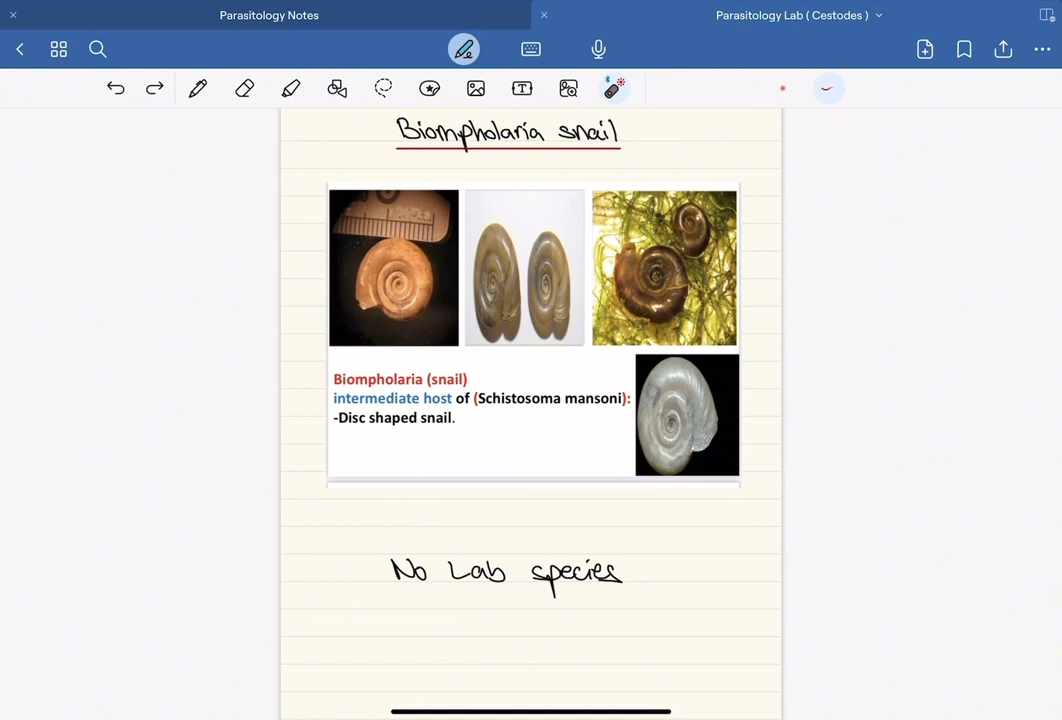 Parasitology Notes
Parasitology Lab ( Cestodes )
Biompholaria snail
Biompholaria (snail)
intermediate host of (Schistosoma mansoni):
-Disc shaped snail.
No Lab species